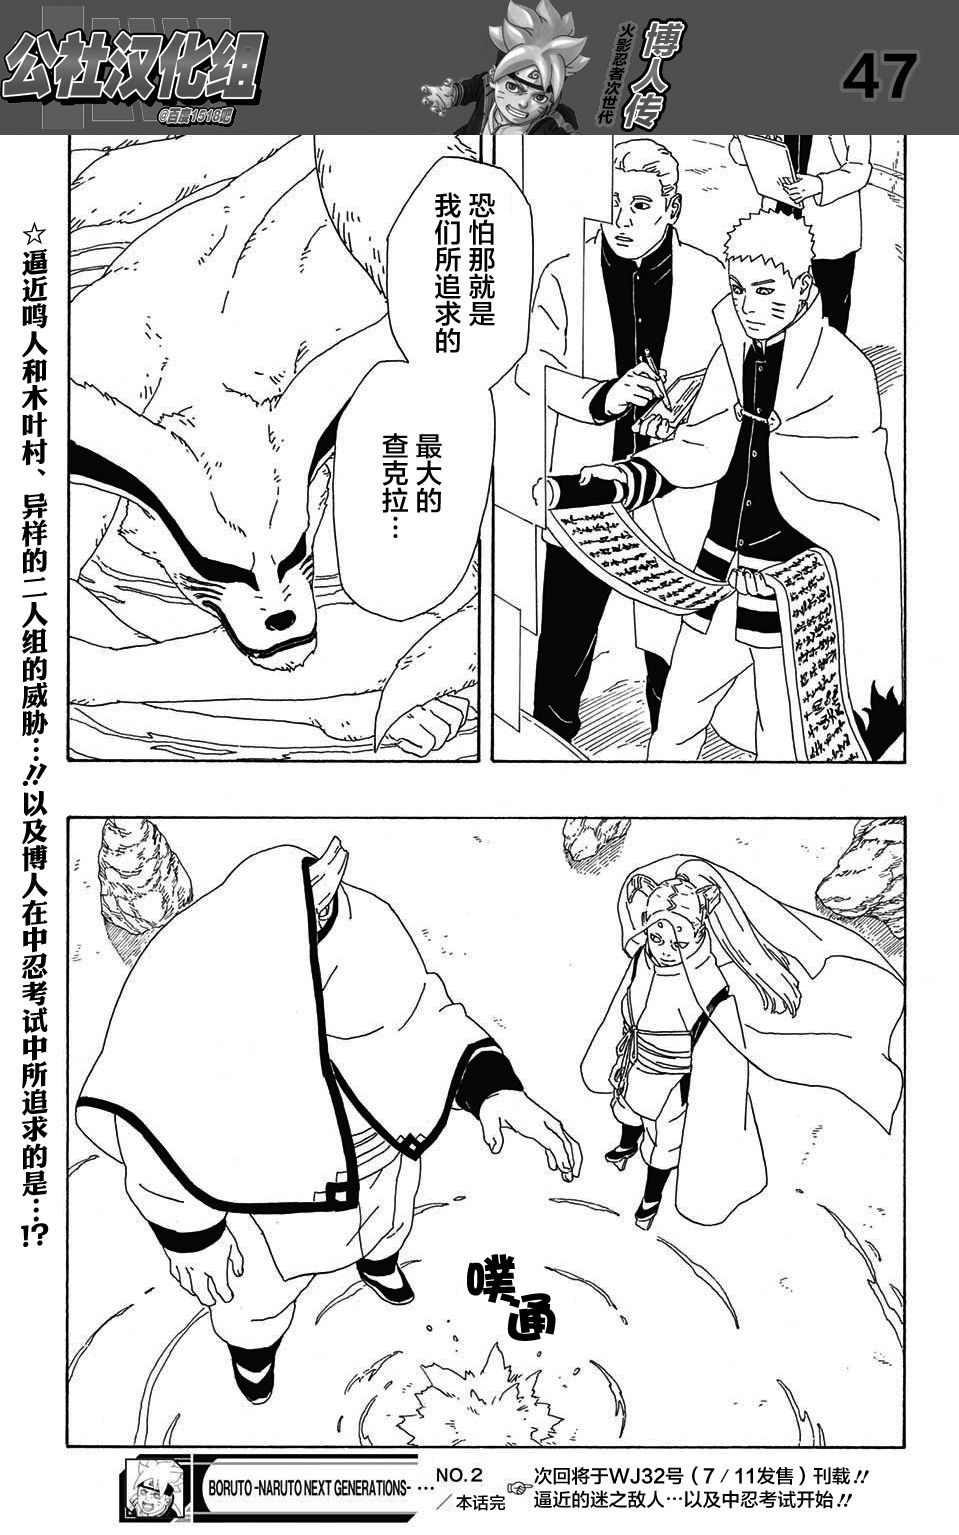 公社汉化组
@百度1518吧
博人传
火影忍者次世代
47
恐怕那就是
我们所追求的
最大的
查克拉…
☆逼近鸣人和木叶村、异样的二人组的威胁…!!以及博人在中忍考试中所追求的是…!?
噗通
BORUTO -NARUTO NEXT GENERATIONS- …
NO.2
／本话完
☞次回将于WJ32号（7／11发售）刊载!!
逼近的迷之敌人…以及中忍考试开始!!